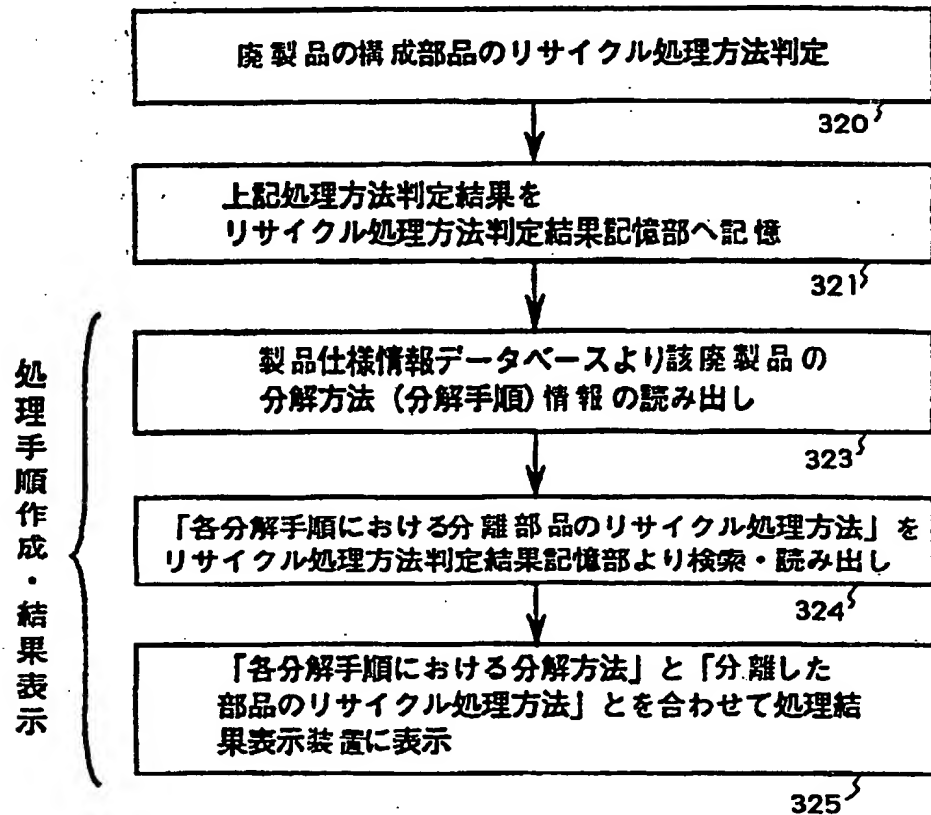 廃製品の構成部品のリサイクル処理方法判定
320
上記処理方法判定結果を
リサイクル処理方法判定結果記憶部へ記憶
321
処理手順作成・結果表示
製品仕様情報データベースより該廃製品の
分解方法（分解手順）情報の読み出し
323
「各分解手順における分離部品のリサイクル処理方法」を
リサイクル処理方法判定結果記憶部より検索・読み出し
324
「各分解手順における分解方法」と「分離した
部品のリサイクル処理方法」とを合わせて処理結
果表示装置に表示
325